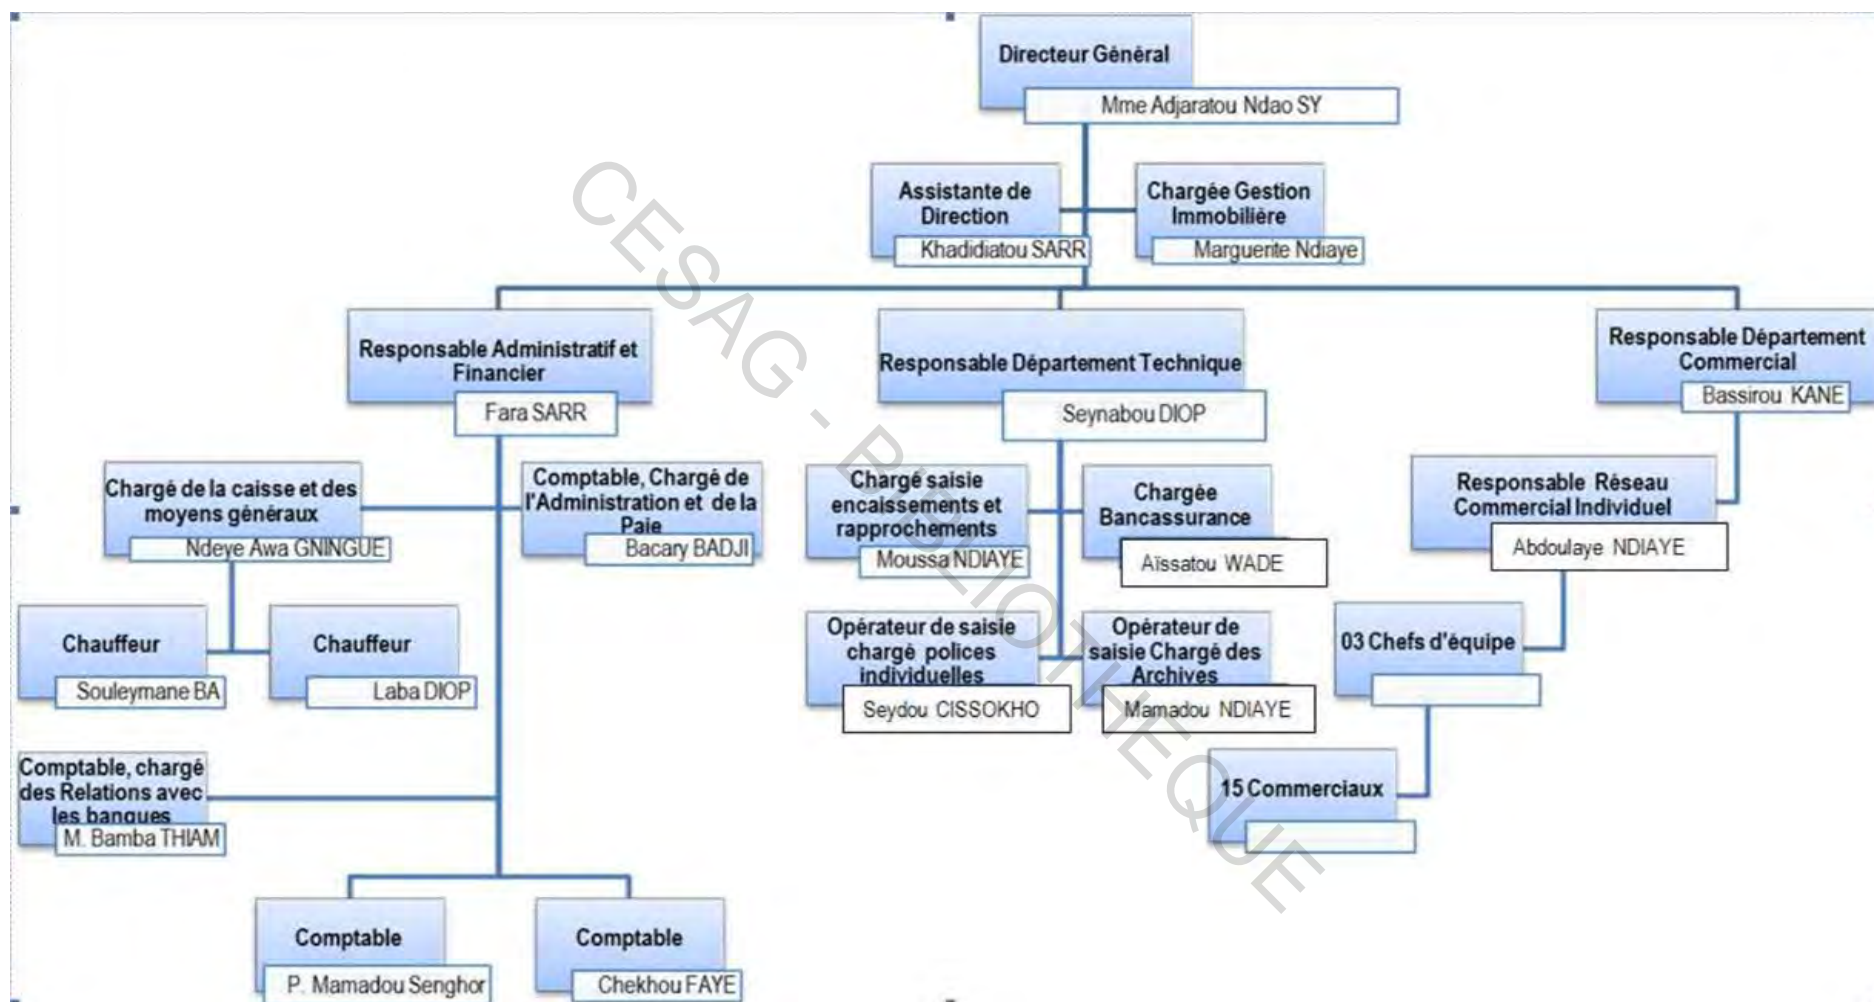 Directeur Général
Mme Adjaratou Ndao SY
Assistante de
Direction
Khadidiatou SARR
Chargée Gestion
Immobilière
Marguerite Ndiaye
Responsable Administratif et
Financier
Fara SARR
Responsable Département Technique
Seynabou DIOP
Responsable Département
Commercial
Bassirou KANE
Chargé de la caisse et des
moyens généraux
Ndeye Awa GNINGUE
Comptable, Chargé de
l'Administration et de la
Paie
Bacary BADJI
Chargé saisie
encaissements et
rapprochements
Moussa NDIAYE
Chargée
Bancassurance
Aïssatou WADE
Responsable Réseau
Commercial Individuel
Abdoulaye NDIAYE
Chauffeur
Souleymane BA
Chauffeur
Laba DIOP
Opérateur de saisie
chargé polices
individuelles
Seydou CISSOKHO
Opérateur de
saisie Chargé des
Archives
Mamadou NDIAYE
03 Chefs d'équipe
Comptable, chargé
des Relations avec
les banques
M. Bamba THIAM
15 Commerciaux
Comptable
P. Mamadou Senghor
Comptable
Chekhou FAYE
CESAG - BIBLIOTHEQUE